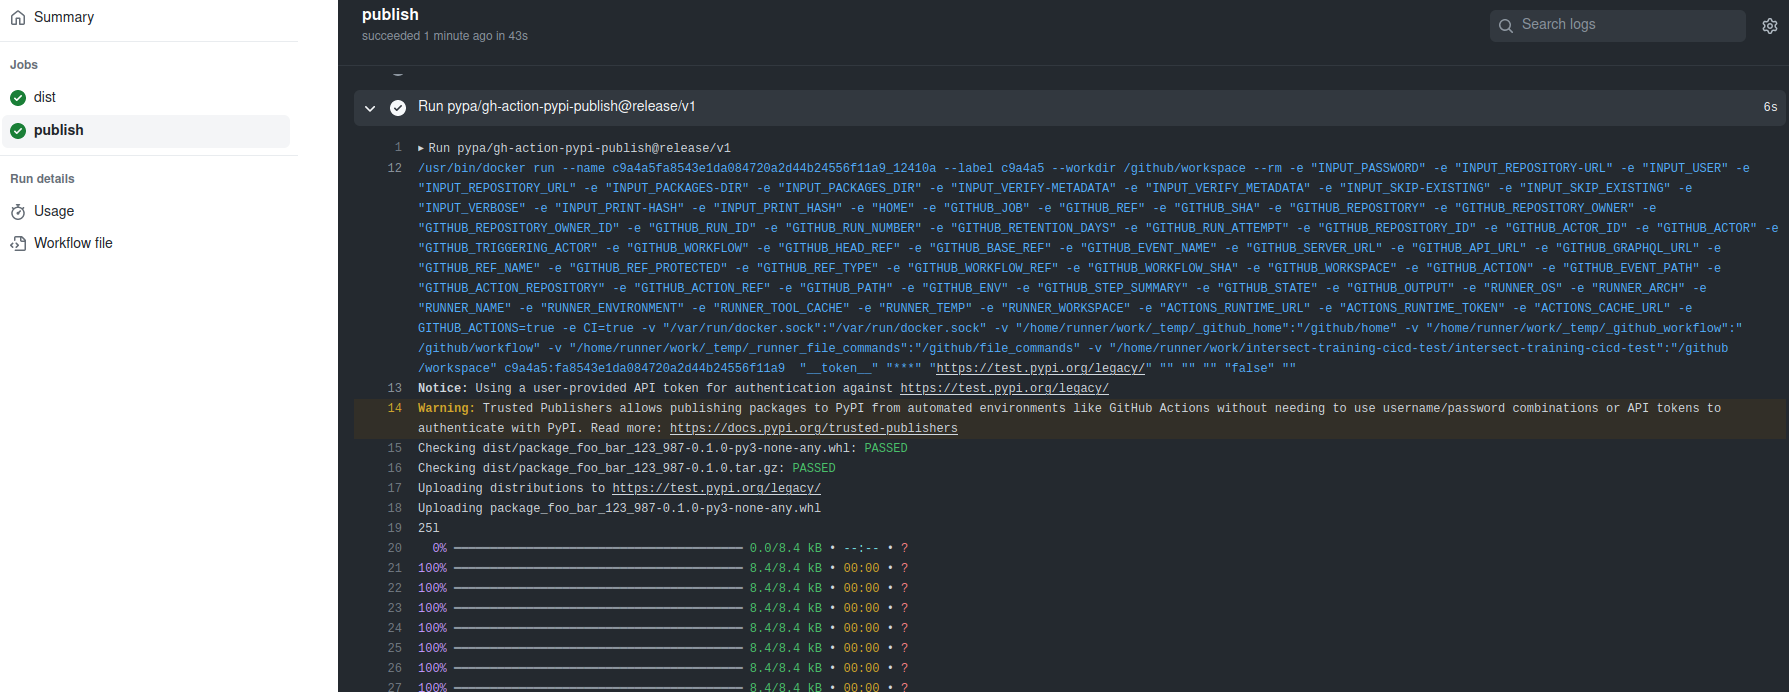 Summary
Jobs
dist
publish
Run details
Usage
Workflow file
publish
succeeded 1 minute ago in 43s
Search logs
Run pypa/gh-action-pypi-publish@release/v1
6s
1 ▸ Run pypa/gh-action-pypi-publish@release/v1
12 /usr/bin/docker run --name c9a4a5fa8543e1da084720a2d44b24556f11a9_12410a --label c9a4a5 --workdir /github/workspace --rm -e "INPUT_PASSWORD" -e "INPUT_REPOSITORY-URL" -e "INPUT_USER" -e
"INPUT_REPOSITORY_URL" -e "INPUT_PACKAGES-DIR" -e "INPUT_PACKAGES_DIR" -e "INPUT_VERIFY-METADATA" -e "INPUT_VERIFY_METADATA" -e "INPUT_SKIP-EXISTING" -e "INPUT_SKIP_EXISTING" -e
"INPUT_VERBOSE" -e "INPUT_PRINT-HASH" -e "INPUT_PRINT_HASH" -e "HOME" -e "GITHUB_JOB" -e "GITHUB_REF" -e "GITHUB_SHA" -e "GITHUB_REPOSITORY" -e "GITHUB_REPOSITORY_OWNER" -e
"GITHUB_REPOSITORY_OWNER_ID" -e "GITHUB_RUN_ID" -e "GITHUB_RUN_NUMBER" -e "GITHUB_RETENTION_DAYS" -e "GITHUB_RUN_ATTEMPT" -e "GITHUB_REPOSITORY_ID" -e "GITHUB_ACTOR_ID" -e "GITHUB_ACTOR" -e
"GITHUB_TRIGGERING_ACTOR" -e "GITHUB_WORKFLOW" -e "GITHUB_HEAD_REF" -e "GITHUB_BASE_REF" -e "GITHUB_EVENT_NAME" -e "GITHUB_SERVER_URL" -e "GITHUB_API_URL" -e "GITHUB_GRAPHQL_URL" -e
"GITHUB_REF_NAME" -e "GITHUB_REF_PROTECTED" -e "GITHUB_REF_TYPE" -e "GITHUB_WORKFLOW_REF" -e "GITHUB_WORKFLOW_SHA" -e "GITHUB_WORKSPACE" -e "GITHUB_ACTION" -e "GITHUB_EVENT_PATH" -e
"GITHUB_ACTION_REPOSITORY" -e "GITHUB_ACTION_REF" -e "GITHUB_PATH" -e "GITHUB_ENV" -e "GITHUB_STEP_SUMMARY" -e "GITHUB_STATE" -e "GITHUB_OUTPUT" -e "RUNNER_OS" -e "RUNNER_ARCH" -e
"RUNNER_NAME" -e "RUNNER_ENVIRONMENT" -e "RUNNER_TOOL_CACHE" -e "RUNNER_TEMP" -e "RUNNER_WORKSPACE" -e "ACTIONS_RUNTIME_URL" -e "ACTIONS_RUNTIME_TOKEN" -e "ACTIONS_CACHE_URL" -e
GITHUB_ACTIONS=true -e CI=true -v "/var/run/docker.sock":"/var/run/docker.sock" -v "/home/runner/work/_temp/_github_home":"/github/home" -v "/home/runner/work/_temp/_github_workflow":"
/github/workflow" -v "/home/runner/work/_temp/_runner_file_commands":"/github/file_commands" -v "/home/runner/work/intersect-training-cicd-test/intersect-training-cicd-test":"/github
/workspace" c9a4a5:fa8543e1da084720a2d44b24556f11a9  "__token__" "***" "https://test.pypi.org/legacy/" "" "" "" "false" ""
13 Notice: Using a user-provided API token for authentication against https://test.pypi.org/legacy/
14 Warning: Trusted Publishers allows publishing packages to PyPI from automated environments like GitHub Actions without needing to use username/password combinations or API tokens to
authenticate with PyPI. Read more: https://docs.pypi.org/trusted-publishers
15 Checking dist/package_foo_bar_123_987-0.1.0-py3-none-any.whl: PASSED
16 Checking dist/package_foo_bar_123_987-0.1.0.tar.gz: PASSED
17 Uploading distributions to https://test.pypi.org/legacy/
18 Uploading package_foo_bar_123_987-0.1.0-py3-none-any.whl
19 25l
20 0% 0.0/8.4 kB • --:-- • ?
21 100% 8.4/8.4 kB • 00:00 • ?
22 100% 8.4/8.4 kB • 00:00 • ?
23 100% 8.4/8.4 kB • 00:00 • ?
24 100% 8.4/8.4 kB • 00:00 • ?
25 100% 8.4/8.4 kB • 00:00 • ?
26 100% 8.4/8.4 kB • 00:00 • ?
27 100% 8.4/8.4 kB • 00:00 • ?